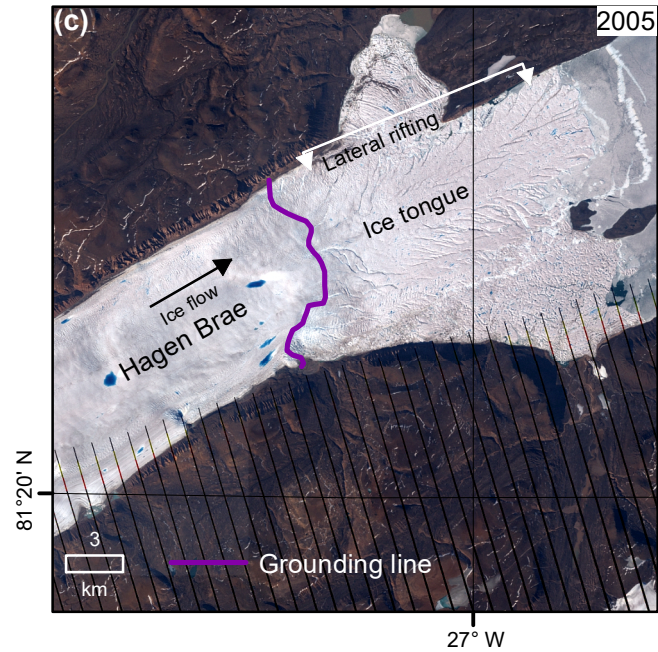 (c)
2005
Lateral rifting
Ice tongue
Ice flow
Hagen Brae
81°20' N
3
km
Grounding line
27° W